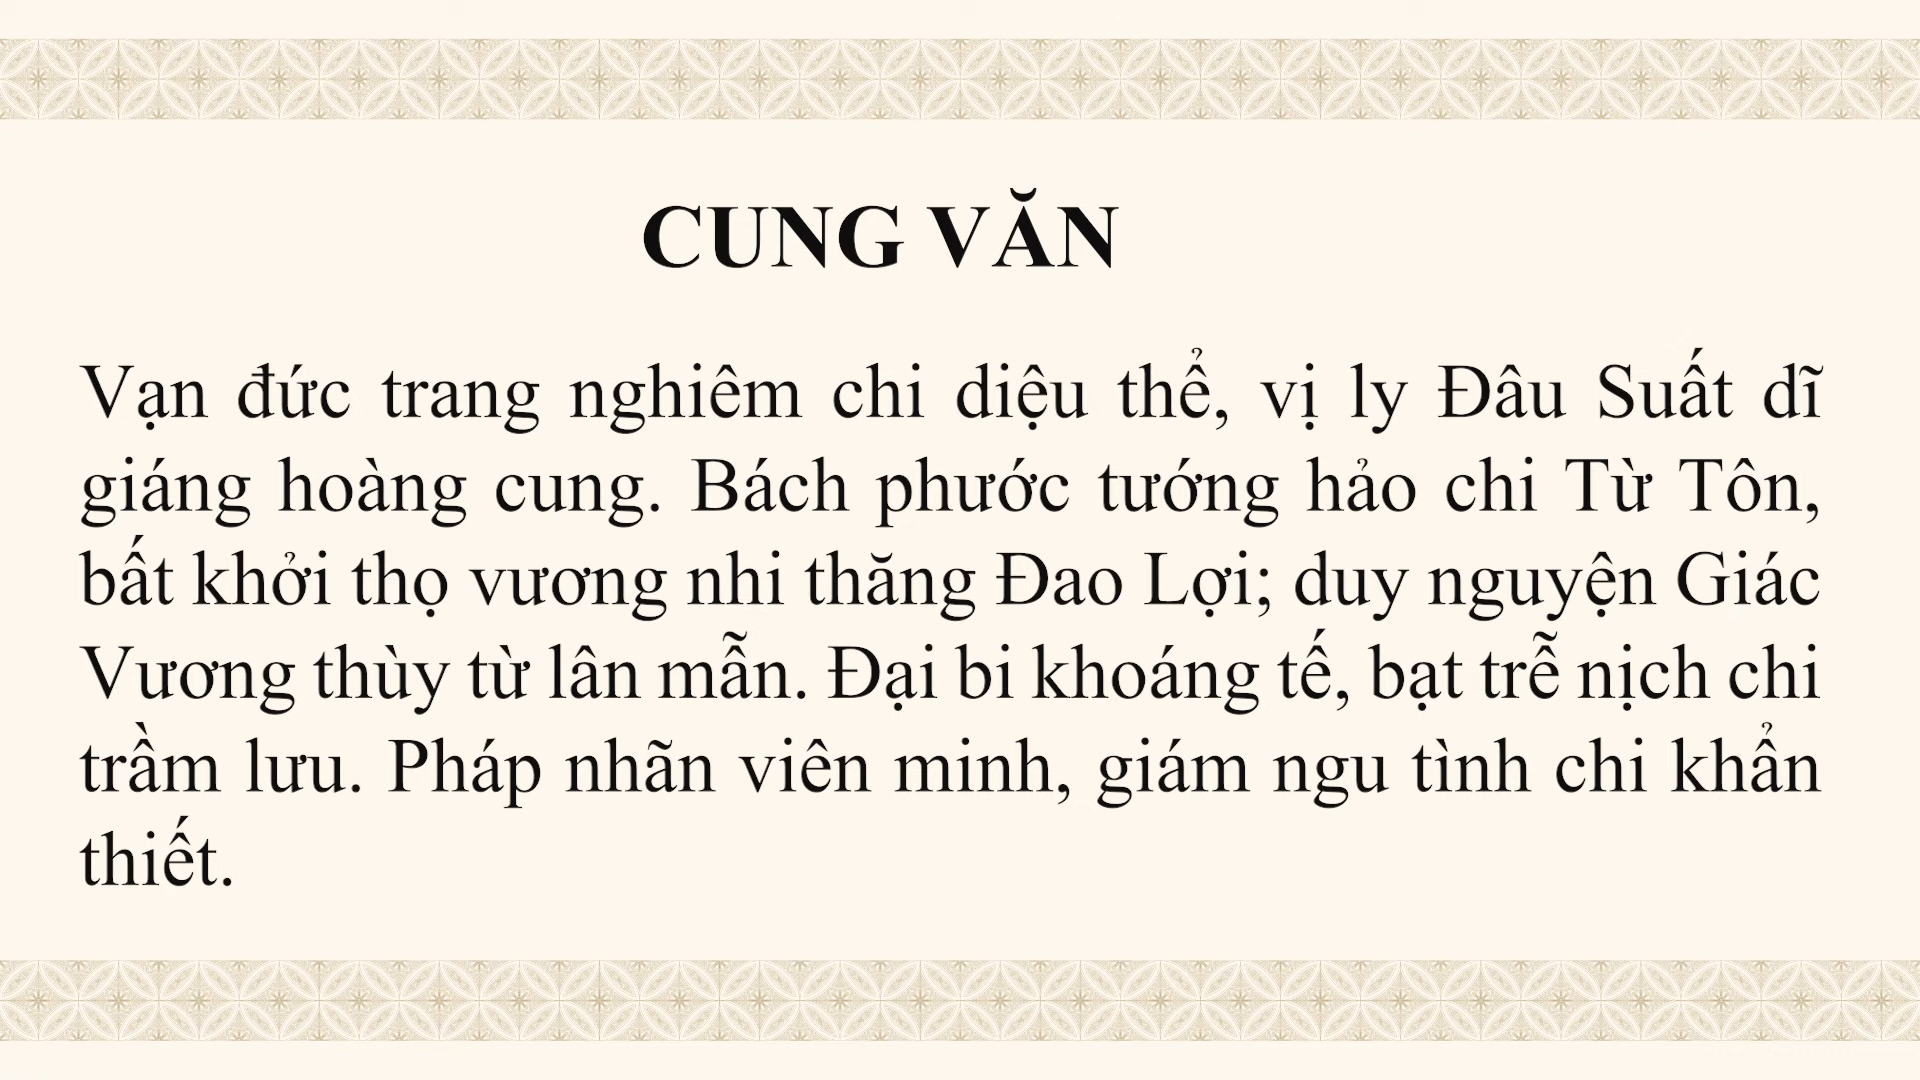 CUNG VĂN
Vạn đức trang nghiêm chi diệu thể, vị ly Đâu Suất dĩ
giáng hoàng cung. Bách phước tướng hảo chi Từ Tôn,
bất khởi thọ vương nhi thăng Đao Lợi; duy nguyện Giác
Vương thùy từ lân mẫn. Đại bi khoáng tế, bạt trễ nịch chi
trầm lưu. Pháp nhãn viên minh, giám ngu tình chi khẩn
thiết.